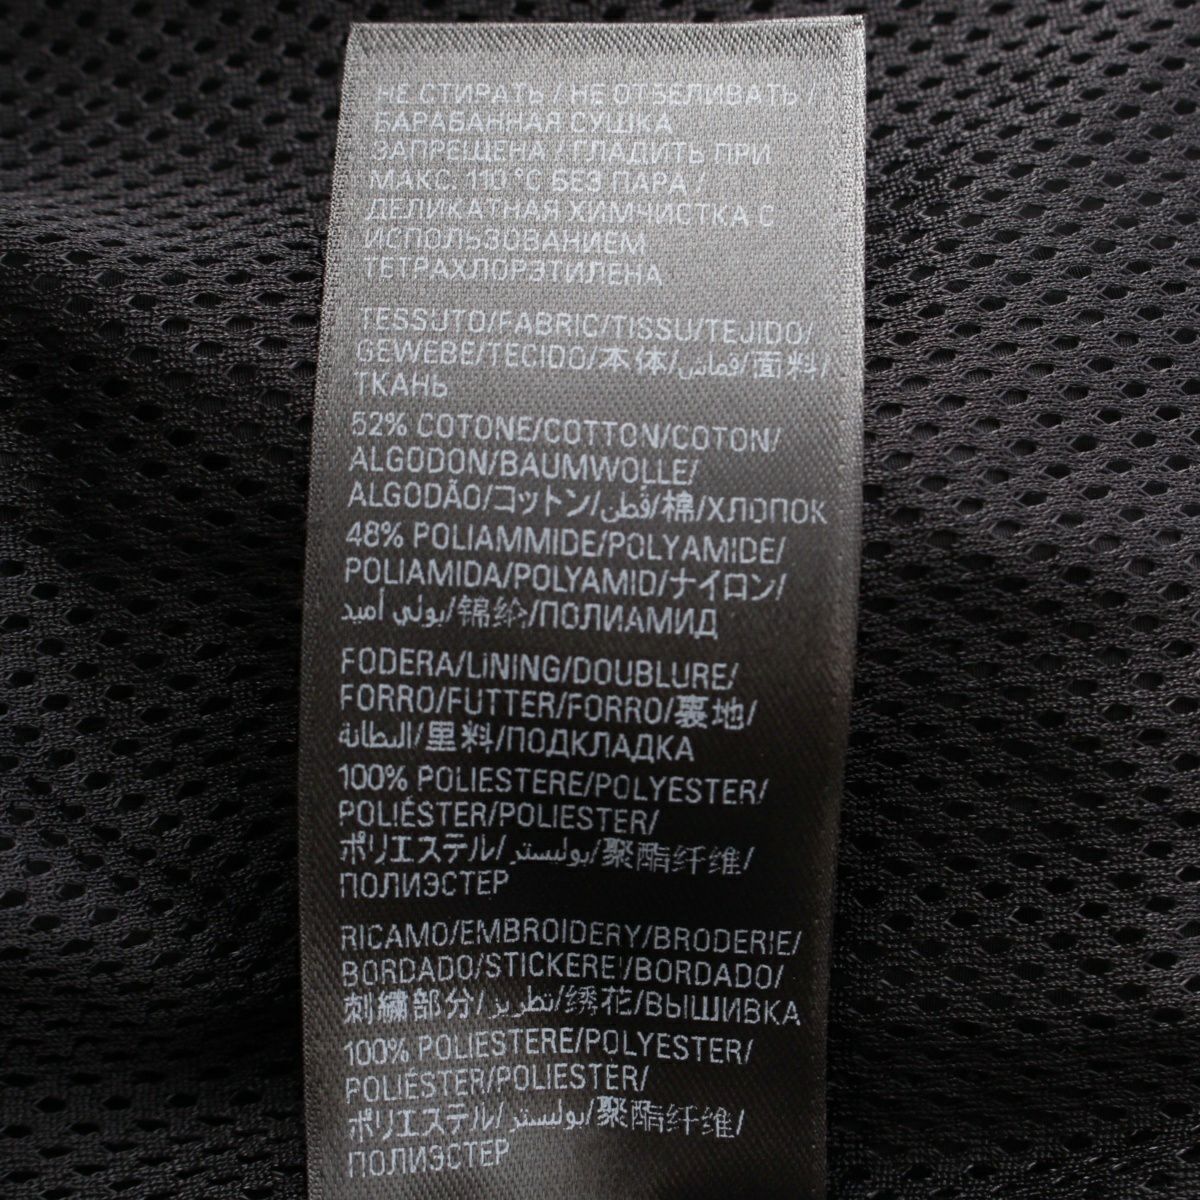 НЕ СТИРАТЬ / НЕ ОТБЕЛИВАТЬ /
БАРАБАННАЯ СУШКА
ЗАПРЕЩЕНА / ГЛАДИТЬ ПРИ
МАКС. 110 °C БЕЗ ПАРА /
ДЕЛИКАТНАЯ ХИМЧИСТКА С
ИСПОЛЬЗОВАНИЕМ
ТЕТРАХЛОРЭТИЛЕНА
TESSUTO/FABRIC/TISSU/TEJIDO/
GEWEBE/TECIDO/本体/قماش/面料/
ТКАНЬ
52% COTONE/COTTON/COTON/
ALGODON/BAUMWOLLE/
ALGODÃO/コットン/قطن/棉/ХЛОПОК
48% POLIAMMIDE/POLYAMIDE/
POLIAMIDA/POLYAMID/ナイロン/
بولي أميد/锦纶/ПОЛИАМИД
FODERA/LINING/DOUBLURE/
FORRO/FUTTER/FORRO/裏地/
البطانة/里料/ПОДКЛАДКА
100% POLIESTERE/POLYESTER/
POLIÉSTER/POLIESTER/
ポリエステル/بوليستر/聚酯纤维/
ПОЛИЭСТЕР
RICAMO/EMBROIDERY/BRODERIE/
BORDADO/STICKEREI/BORDADO/
刺繍部分/تطريز/绣花/ВЫШИВКА
100% POLIESTERE/POLYESTER/
POLIÉSTER/POLIESTER/
ポリエステル/بوليستر/聚酯纤维/
ПОЛИЭСТЕР